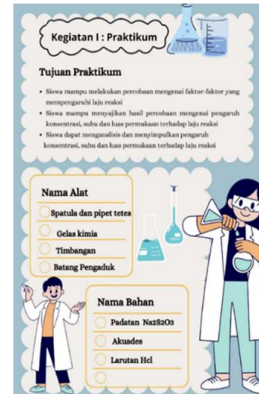 Kegiatan I : Praktikum
Tujuan Praktikum
• Siswa mampu melakukan percobaan mengenai faktor-faktor yang
mempengaruhi laju reaksi
• Siswa mampu menyajikan hasil percobaan mengenai pengaruh
konsentrasi, suhu dan luas permukaan terhadap laju reaksi
• Siswa dapat menganalisis dan menyimpulkan pengaruh
konsentrasi, suhu dan luas permukaan terhadap laju reaksi
Nama Alat
Spatula dan pipet tetes
Gelas kimia
Timbangan
Batang Pengaduk
Nama Bahan
Padatan Na2S2O3
Akuades
Larutan Hcl